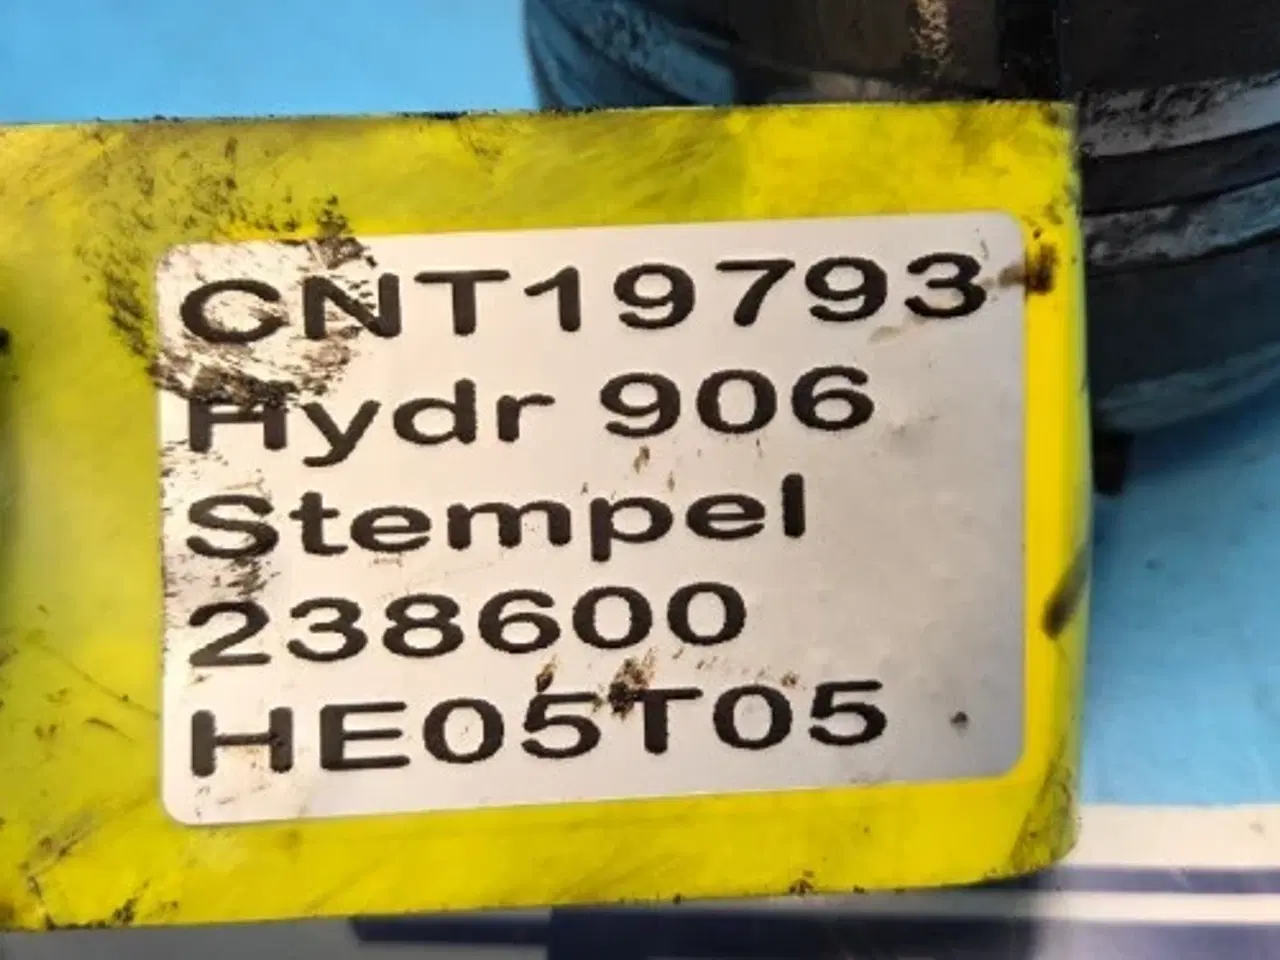 CNT19793
Hydr 906
Stempel
238600
HE05T05